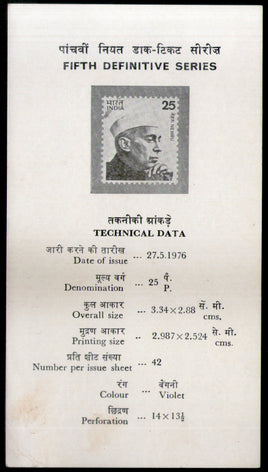 पांचवीं नियत डाक-टिकट सीरीज़
FIFTH DEFINITIVE SERIES
भारत 25
INDIA
नेहरू NEHRU
तकनीकी आंकड़े
TECHNICAL DATA
जारी करने की तारीख
Date of issue ... 27.5.1976
मूल्य वर्ग
Denomination ... 25 पै. P.
कुल आकार
Overall size ... 3.34×2.88 सें. मी. cms.
मुद्रण आकार
Printing size .. 2.987×2.524 से. मी. cms.
प्रति शीट संख्या
Number per issue sheet ... 42
रंग बैंगनी
Colour ... Violet
छिद्रण
Perforation ... 14×13½